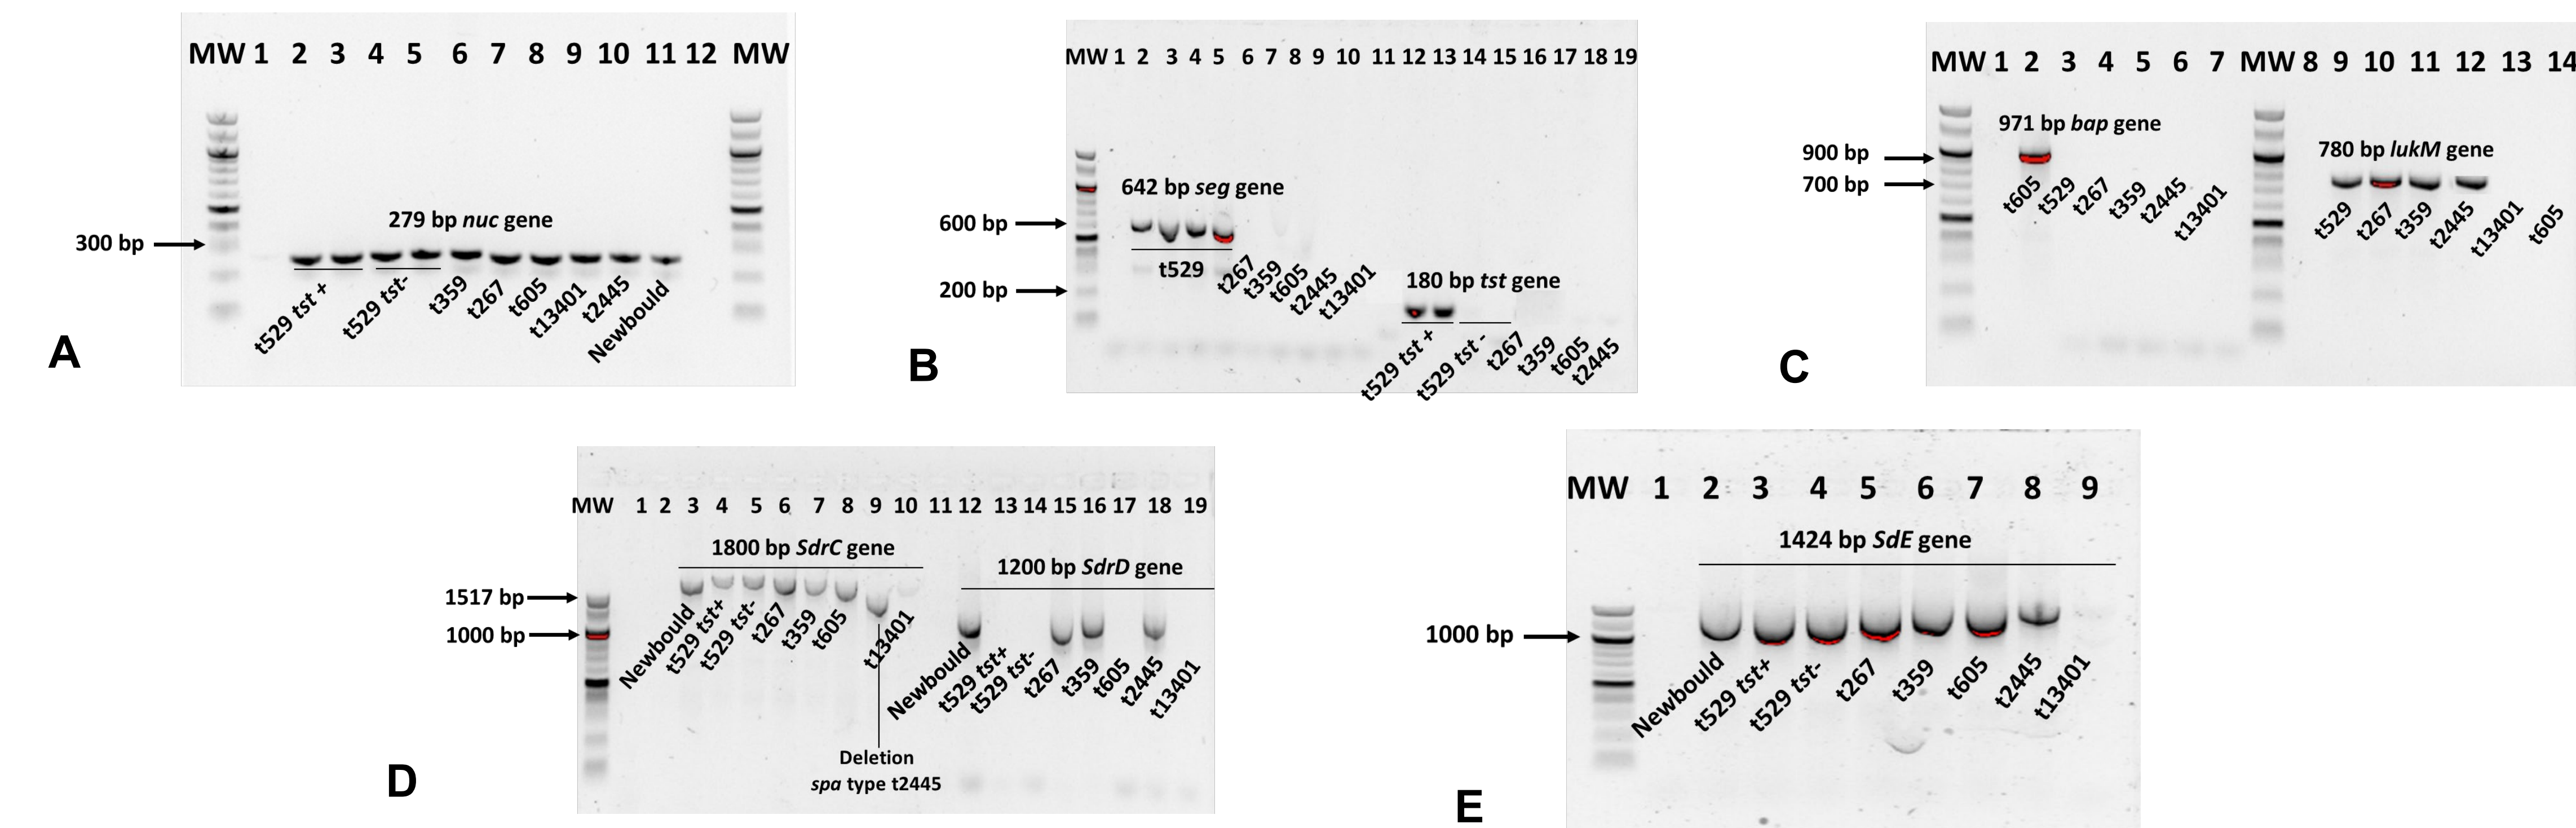 MW 1 2 3 4 5 6 7 8 9 10 11 12 MW
279 bp nuc gene
300 bp
t529 tst +
t529 tst-
t359
t267
t605
t13401
t2445
Newbould
A
MW 1 2 3 4 5 6 7 8 9 10 11 12 13 14 15 16 17 18 19
642 bp seg gene
600 bp
t529
t267
t359
t605
t2445
t13401
200 bp
180 bp tst gene
t529 tst +
t529 tst -
t267
t359
t605
t2445
B
MW 1 2 3 4 5 6 7 MW 8 9 10 11 12 13 14
971 bp bap gene
900 bp
700 bp
780 bp lukM gene
t605
t529
t267
t359
t2445
t13401
t529
t267
t359
t2445
t13401
t605
C
MW 1 2 3 4 5 6 7 8 9 10 11 12 13 14 15 16 17 18 19
1800 bp SdrC gene
1200 bp SdrD gene
1517 bp
1000 bp
Newbould
t529 tst+
t529 tst-
t267
t359
t605
t13401
Newbould
t529 tst+
t529 tst-
t267
t359
t605
t2445
t13401
Deletion
spa type t2445
D
MW 1 2 3 4 5 6 7 8 9
1424 bp SdE gene
1000 bp
Newbould
t529 tst+
t529 tst-
t267
t359
t605
t2445
t13401
E